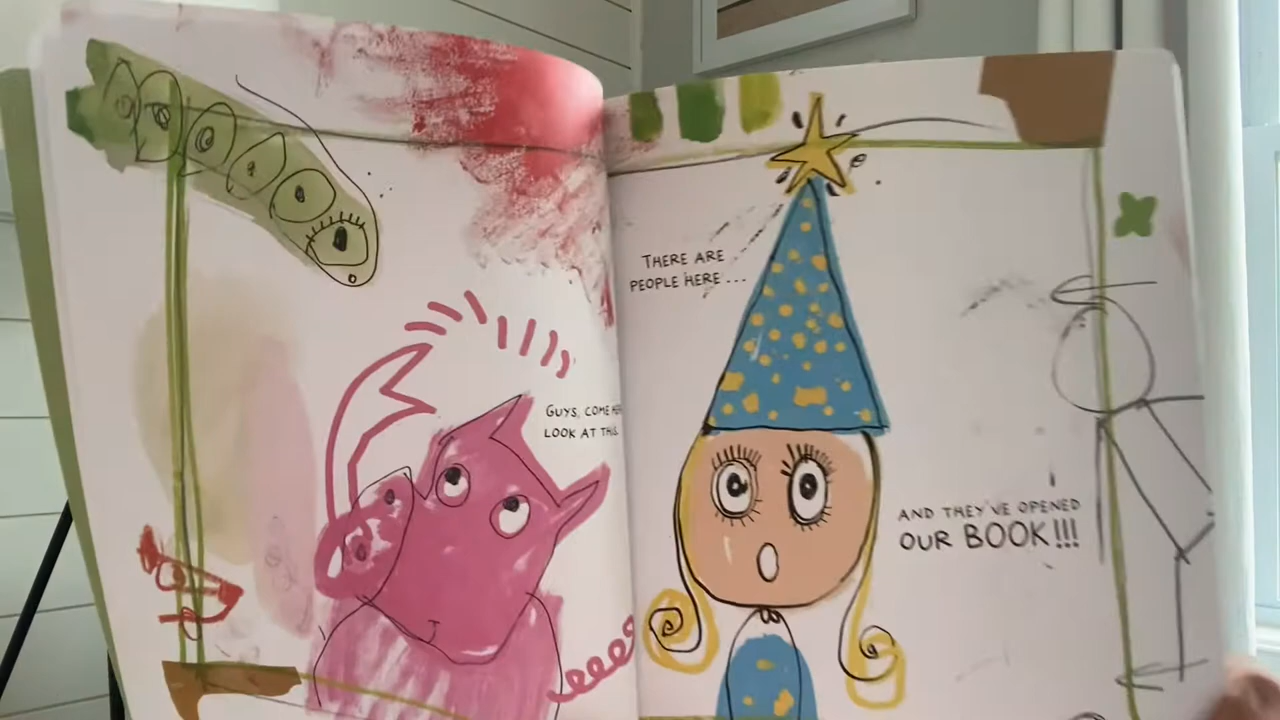 GUYS, COME
LOOK AT THIS
THERE ARE
PEOPLE HERE...
AND THEY'VE OPENED
OUR BOOK!!!